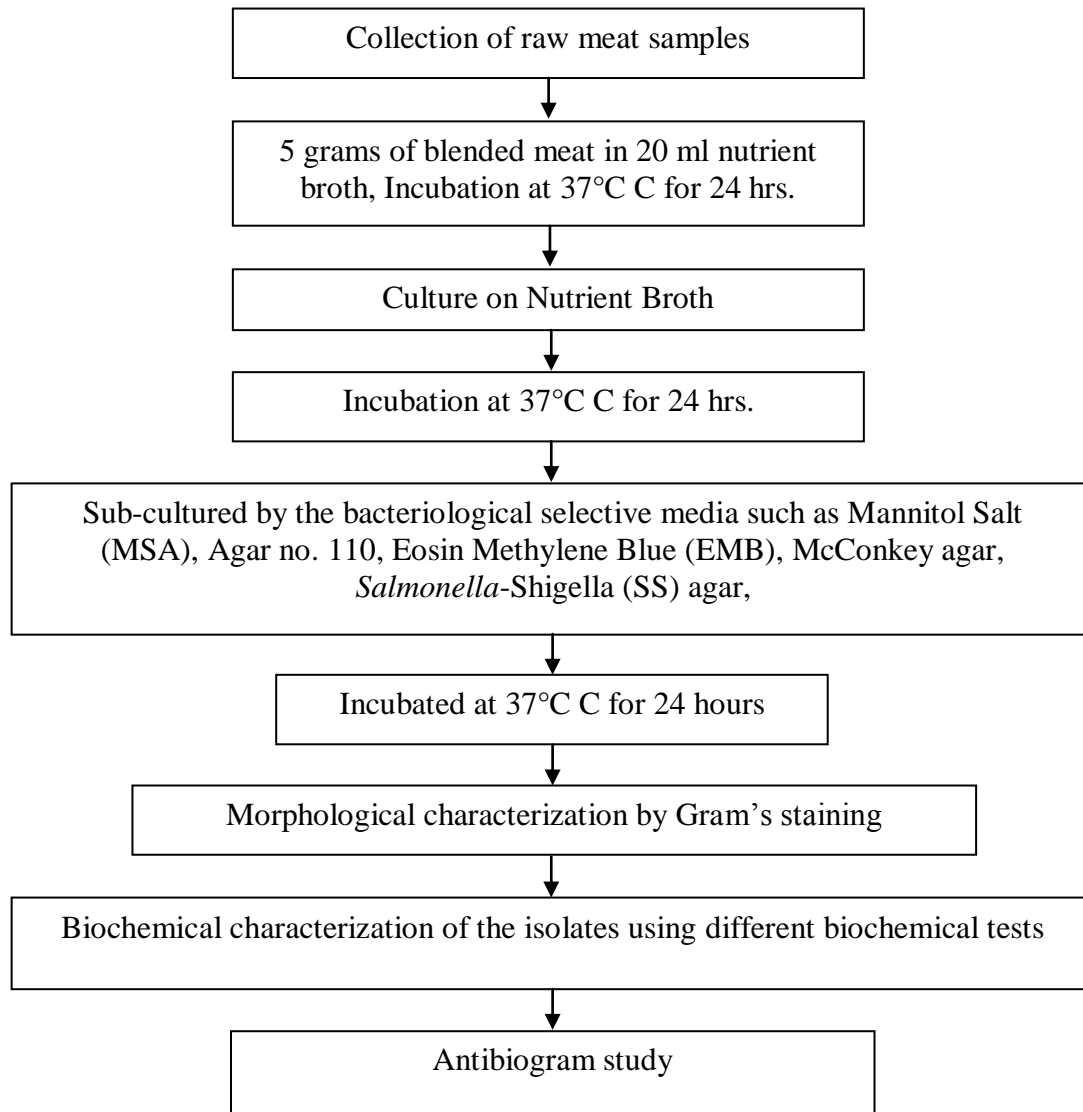 Collection of raw meat samples
5 grams of blended meat in 20 ml nutrient
broth, Incubation at 37°C C for 24 hrs.
Culture on Nutrient Broth
Incubation at 37°C C for 24 hrs.
Sub-cultured by the bacteriological selective media such as Mannitol Salt
(MSA), Agar no. 110, Eosin Methylene Blue (EMB), McConkey agar,
Salmonella-Shigella (SS) agar,
Incubated at 37°C C for 24 hours
Morphological characterization by Gram’s staining
Biochemical characterization of the isolates using different biochemical tests
Antibiogram study